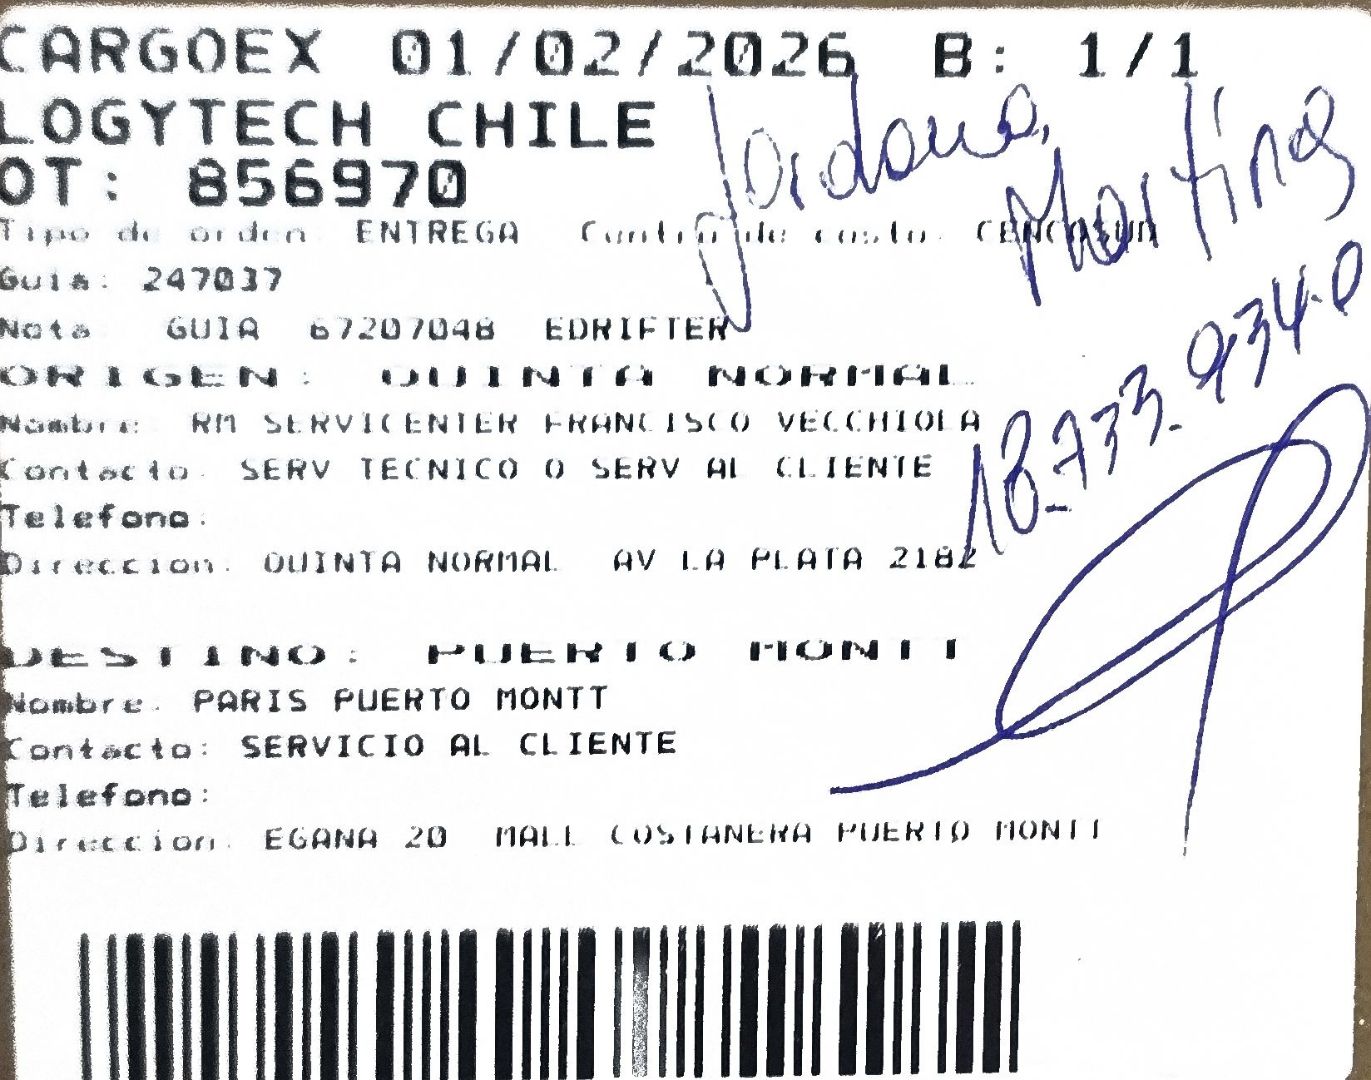 CARGOEX 01/02/2026 B: 1/1
LOGYTECH CHILE
OT: 856970
Jordana,
Martina
Tipo de orden: ENTREGA Centro de costo: CENCOSUD
Guia: 247037
Nota GUIA 67207048 EDRIFTER
18.733.934-0
ORIGEN: QUINTA NORMAL
Nombre: RM SERVICENTER FRANCISCO VECCHIOLA
Contacto: SERV TECNICO O SERV AL CLIENTE
Telefono:
Direccion: QUINTA NORMAL AV LA PLATA 2182
DESTINO: PUERTO MONTT
Nombre: PARIS PUERTO MONTT
Contacto: SERVICIO AL CLIENTE
Telefono:
Direccion: EGANA 20 MALL COSTANERA PUERTO MONTT